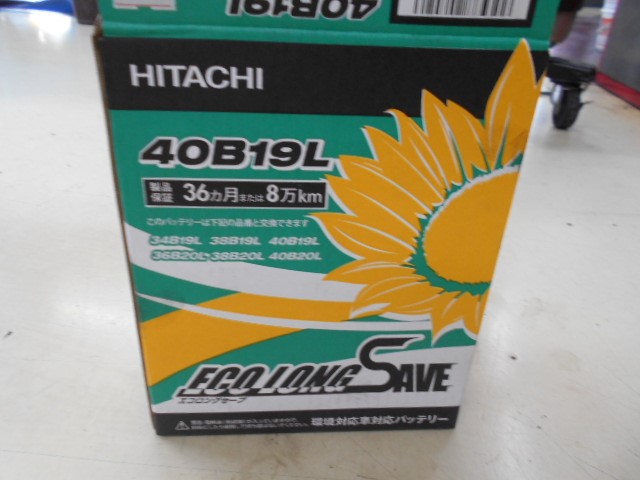 40B19L
HITACHI
40B19L
製品保証 36カ月または8万km
このバッテリーは下記の品番と交換できます
34B19L 38B19L 40B19L
36B20L 38B20L 40B20L
ECO LONG SAVE
エコロングセーブ
環境対応車対応バッテリー